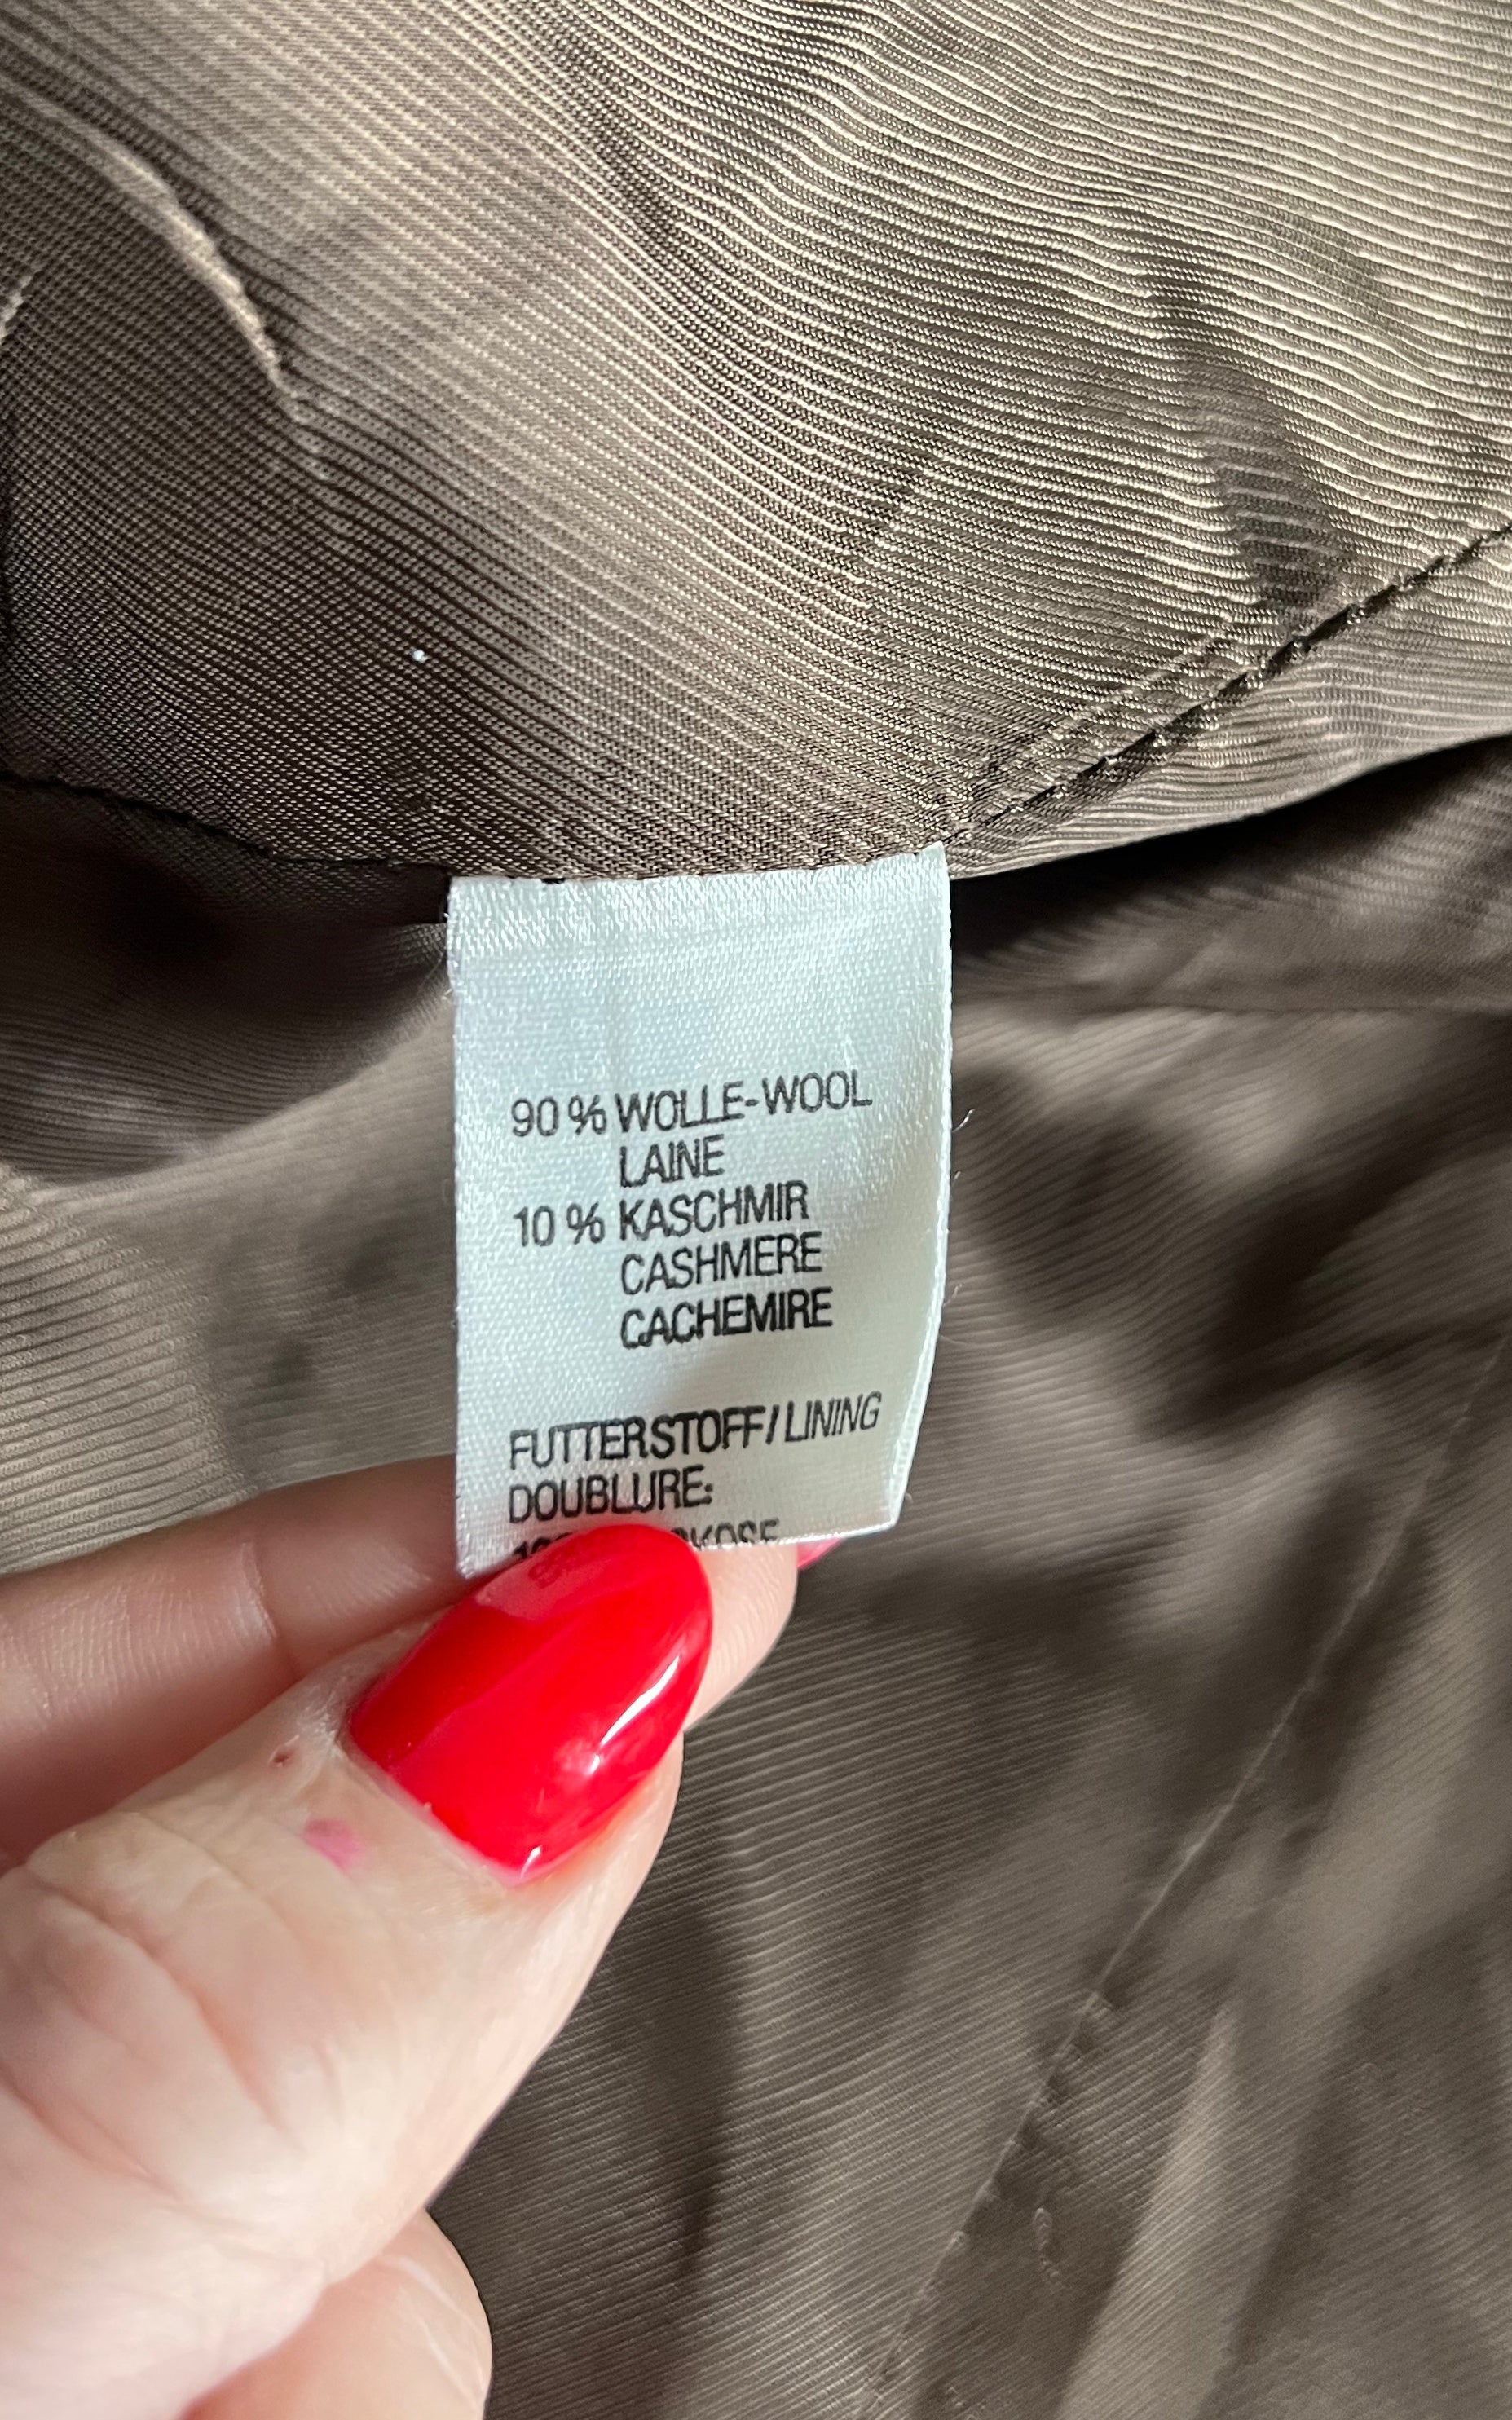 90 % WOLLE-WOOL
LAINE
10 % KASCHMIR
CASHMERE
CACHEMIRE
FUTTERSTOFF/LINING
DOUBLURE: